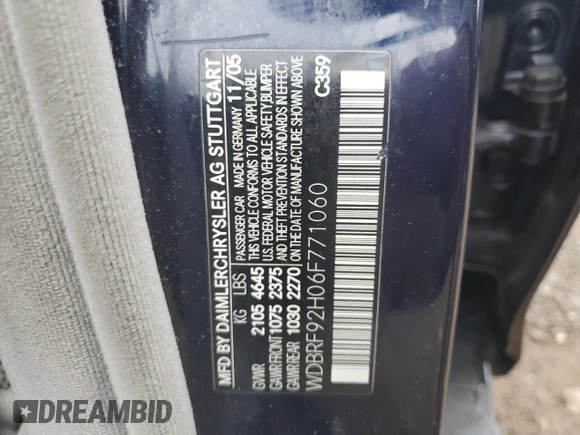 MFD BY DAIMLERCHRYSLER AG STUTTGART
PASSENGER CAR MADE IN GERMANY 11/05
KG LBS THIS VEHICLE CONFORMS TO ALL APPLICABLE
GVWR 2105 4645 U.S. FEDERAL MOTOR VEHICLE SAFETY, BUMPER
GAWR FRONT 1075 2375 AND THEFT PREVENTION STANDARDS IN EFFECT
GAWR REAR 1030 2270 ON THE DATE OF MANUFACTURE SHOWN ABOVE
WDBRF92H06F771060 C359
DREAMBID